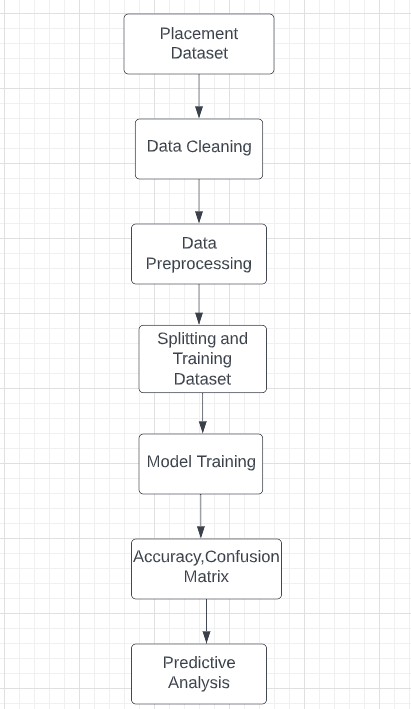 Placement
Dataset
Data Cleaning
Data
Preprocessing
Splitting and
Training
Dataset
Model Training
Accuracy,Confusion
Matrix
Predictive
Analysis